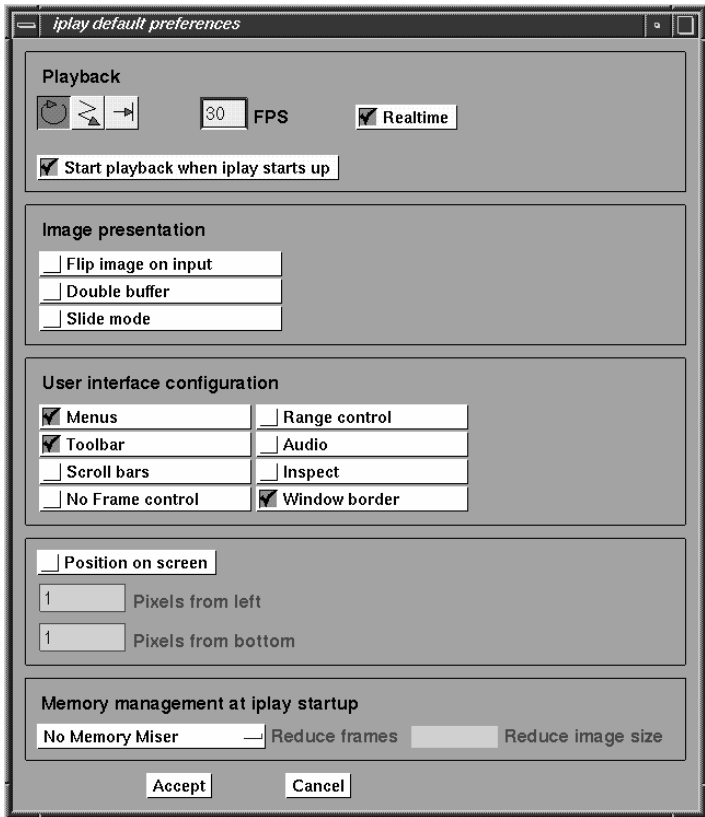 iplay default preferences
Playback
30 FPS Realtime
Start playback when iplay starts up
Image presentation
Flip image on input
Double buffer
Slide mode
User interface configuration
Menus Range control
Toolbar Audio
Scroll bars Inspect
No Frame control Window border
Position on screen
1 Pixels from left
1 Pixels from bottom
Memory management at iplay startup
No Memory Miser Reduce frames Reduce image size
Accept Cancel